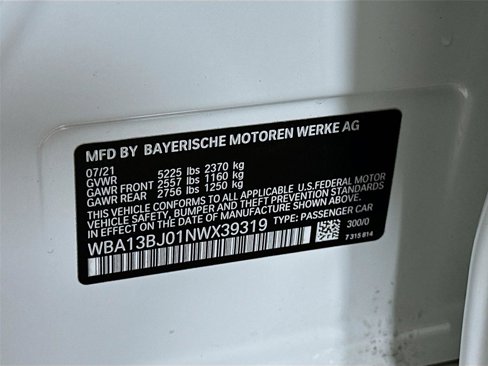 MFD BY BAYERISCHE MOTOREN WERKE AG
07/21
GVWR 5225 lbs 2370 kg
GAWR FRONT 2557 lbs 1160 kg
GAWR REAR 2756 lbs 1250 kg
THIS VEHICLE CONFORMS TO ALL APPLICABLE U.S.FEDERAL MOTOR
VEHICLE SAFETY, BUMPER, AND THEFT PREVENTION STANDARDS
IN EFFECT ON THE DATE OF MANUFACTURE SHOWN ABOVE.
WBA13BJ01NWX39319 TYPE: PASSENGER CAR
300/0
7 315 814